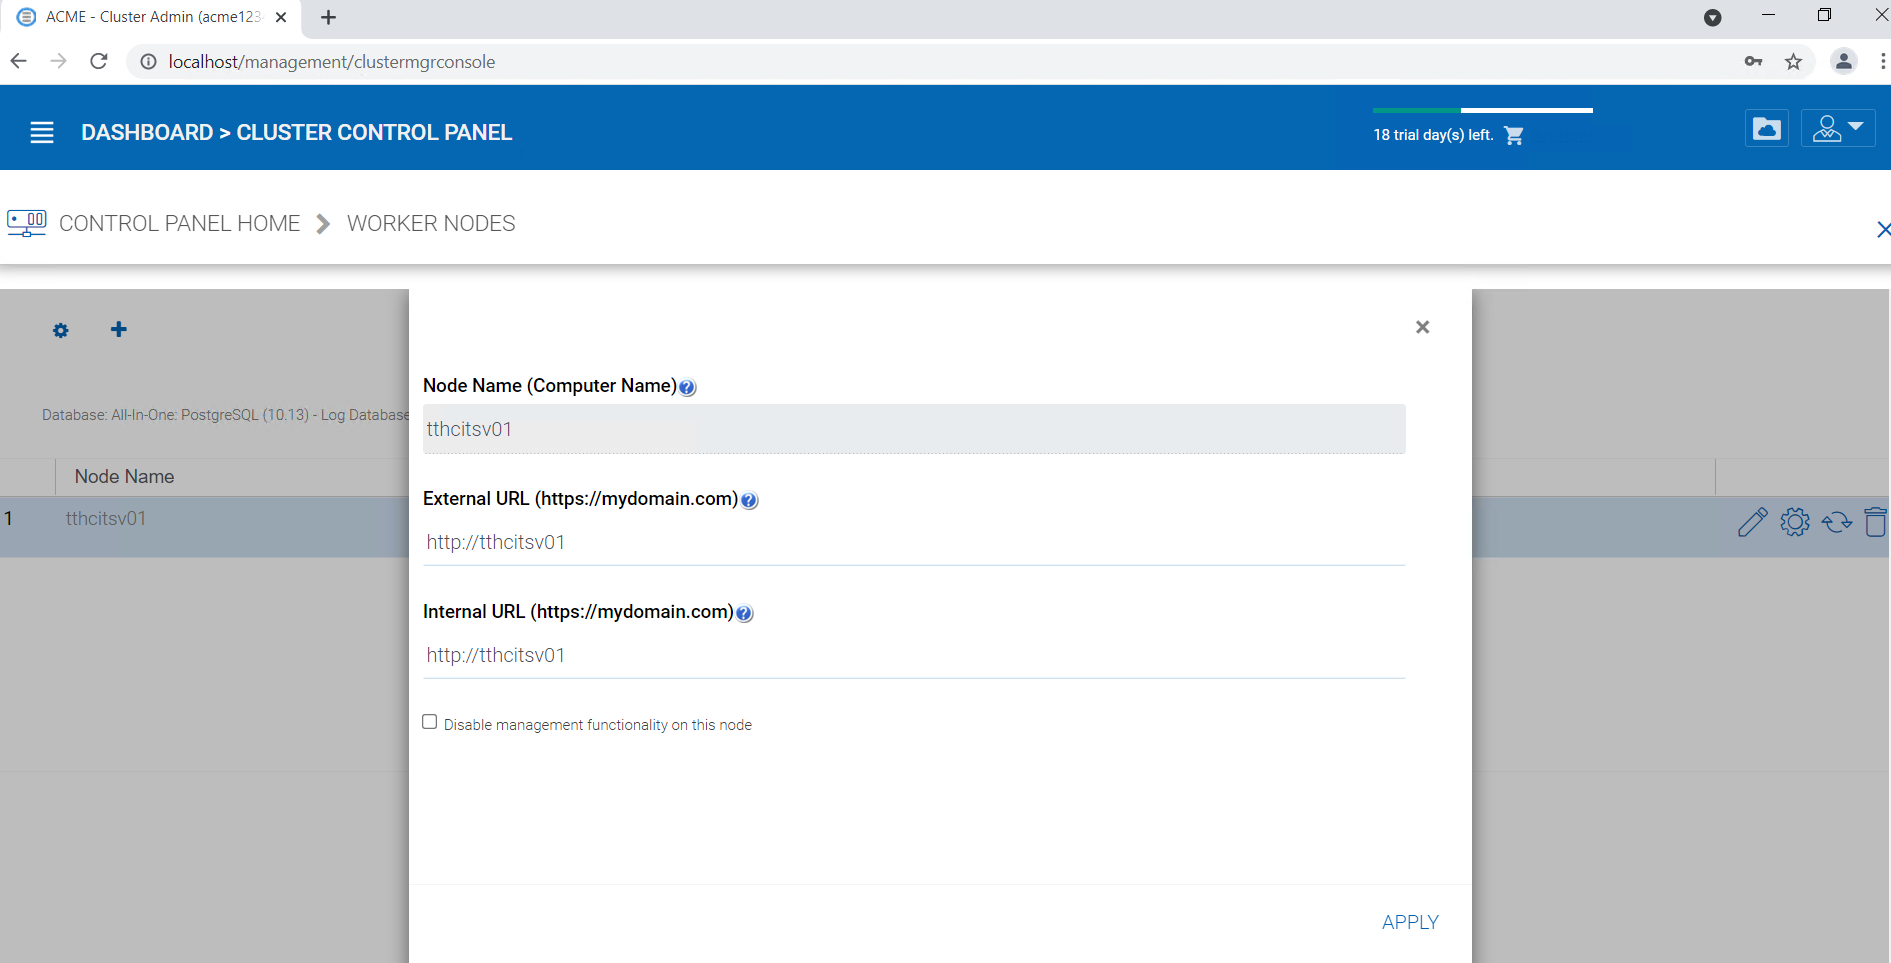 ACME - Cluster Admin (acme123
localhost/management/clustermgrconsole
DASHBOARD > CLUSTER CONTROL PANEL
18 trial day(s) left.
CONTROL PANEL HOME
WORKER NODES
Node Name (Computer Name)
tthcitsv01
External URL (https://mydomain.com)
http://tthcitsv01
Internal URL (https://mydomain.com)
http://tthcitsv01
Disable management functionality on this node
APPLY
Database: All-In-One: PostgreSQL (10.13) - Log Database
Node Name
1 tthcitsv01